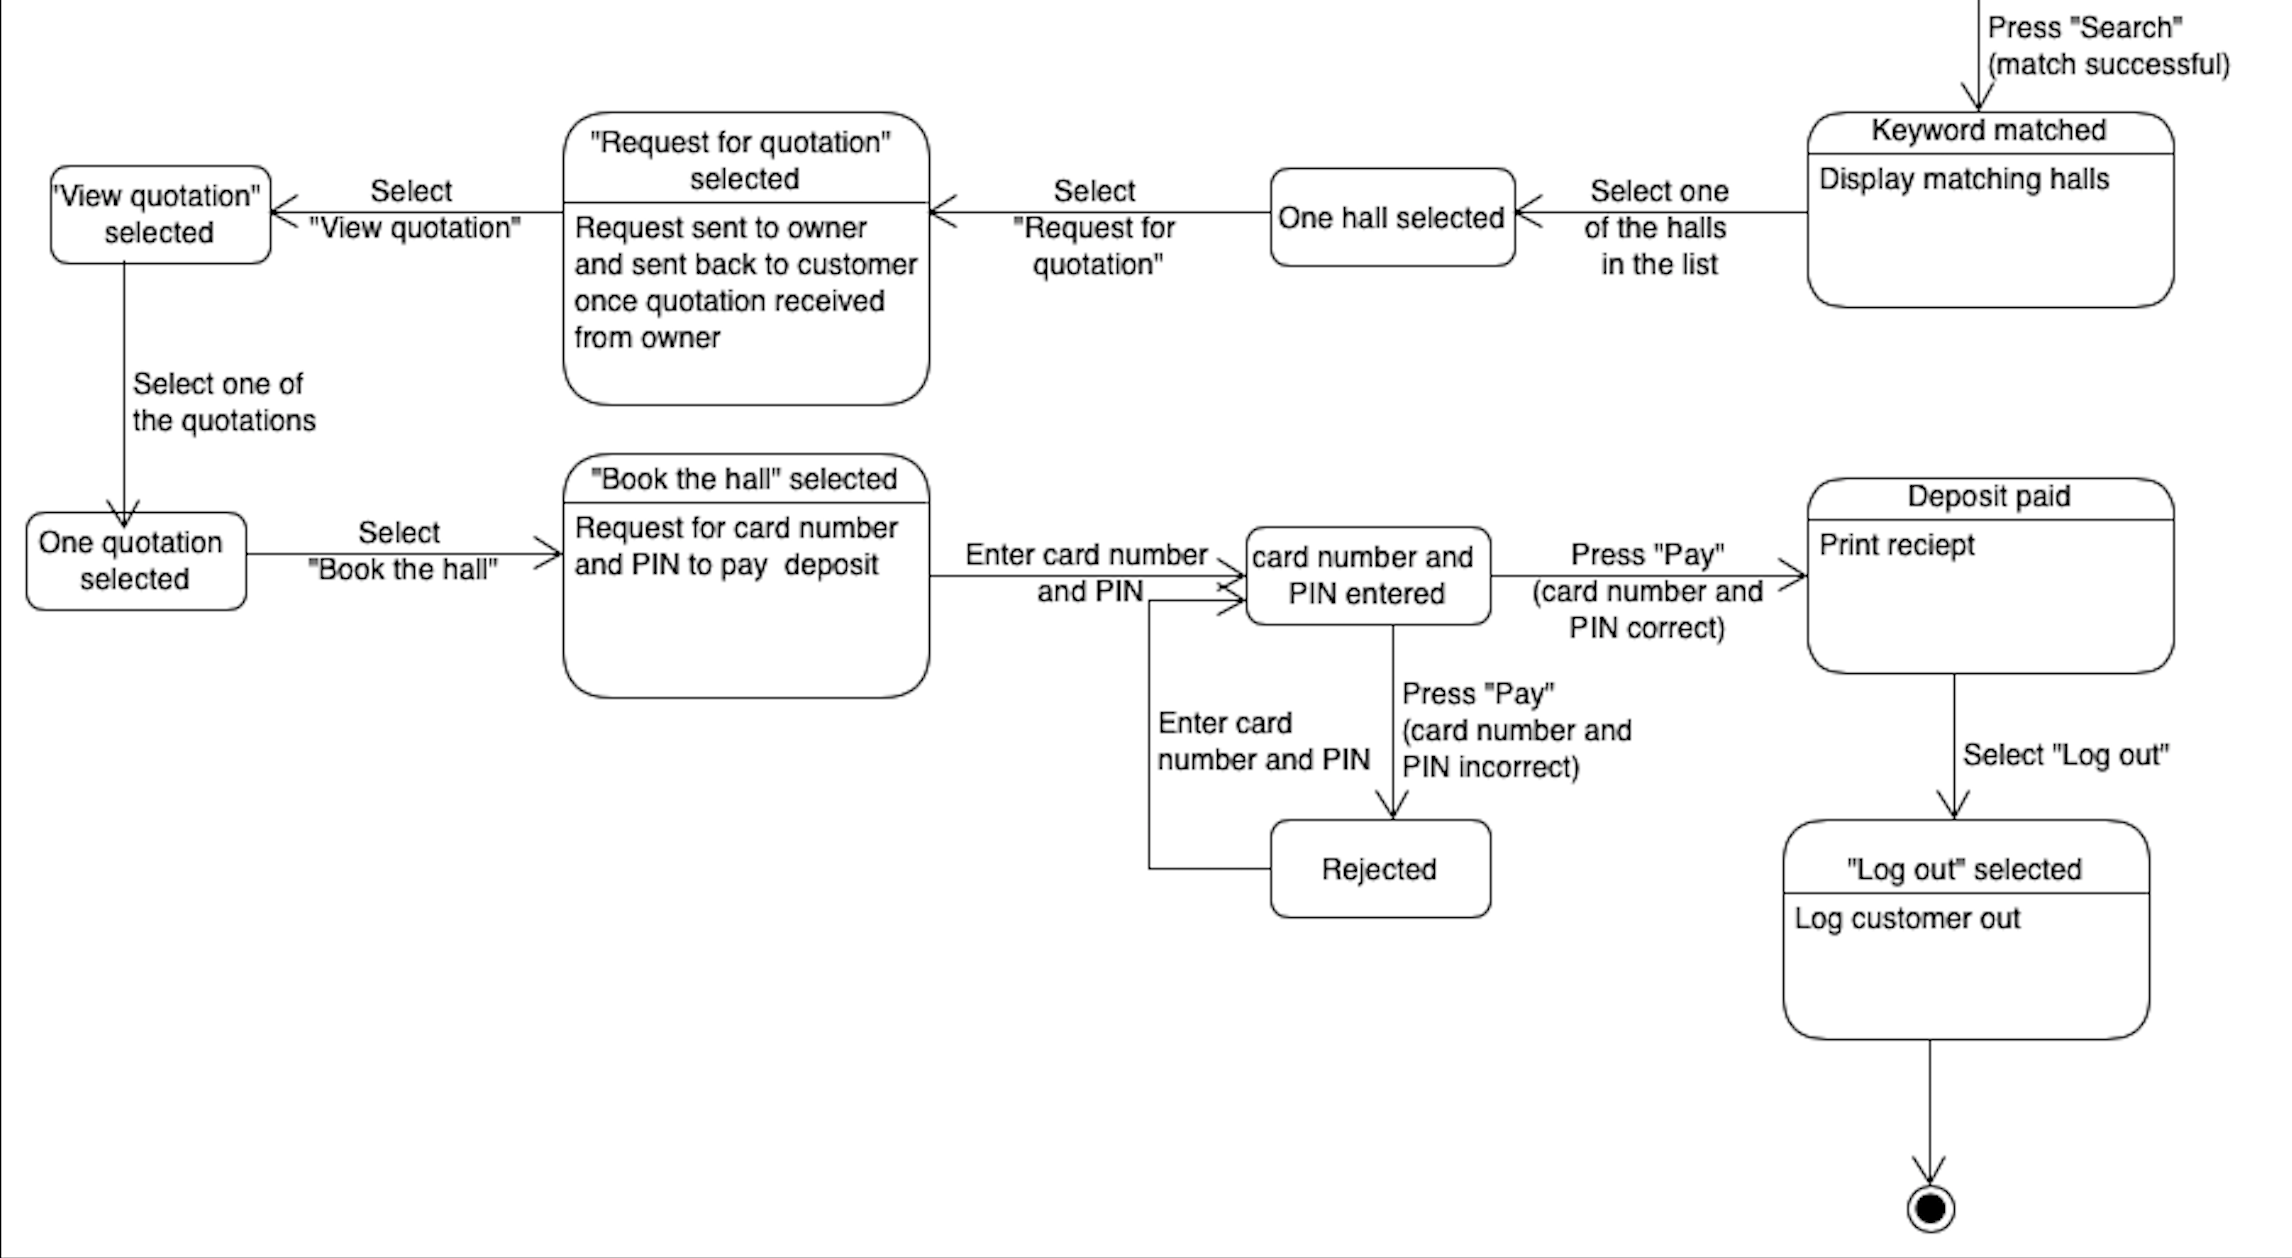 Press "Search"
(match successful)
Keyword matched
Display matching halls
Select one
of the halls
in the list
One hall selected
Select
"Request for
quotation"
"Request for quotation"
selected
Request sent to owner
and sent back to customer
once quotation received
from owner
Select
"View quotation"
"View quotation"
selected
Select one of
the quotations
One quotation
selected
Select
"Book the hall"
"Book the hall" selected
Request for card number
and PIN to pay  deposit
Enter card number
and PIN
card number and
PIN entered
Press "Pay"
(card number and
PIN correct)
Press "Pay"
(card number and
PIN incorrect)
Enter card
number and PIN
Rejected
Deposit paid
Print reciept
Select "Log out"
"Log out" selected
Log customer out